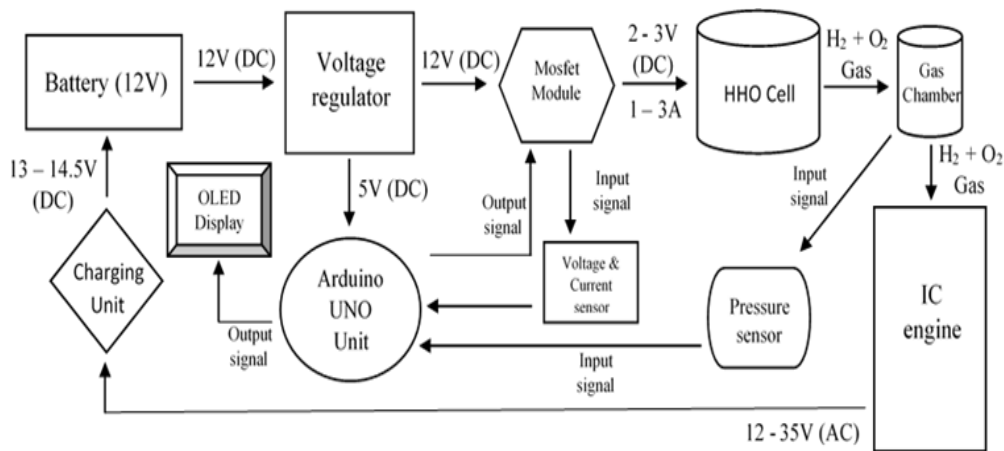 Battery (12V)
12V (DC)
Voltage
regulator
12V (DC)
Mosfet
Module
2 - 3V
(DC)
1 – 3A
HHO Cell
H₂ + O₂
Gas
Gas
Chamber
H₂ + O₂
Gas
13 – 14.5V
(DC)
OLED
Display
5V (DC)
Output
signal
Input
signal
Input
signal
Charging
Unit
Arduino
UNO
Unit
Voltage &
Current
sensor
Pressure
sensor
IC
engine
Output
signal
Input
signal
12 - 35V (AC)